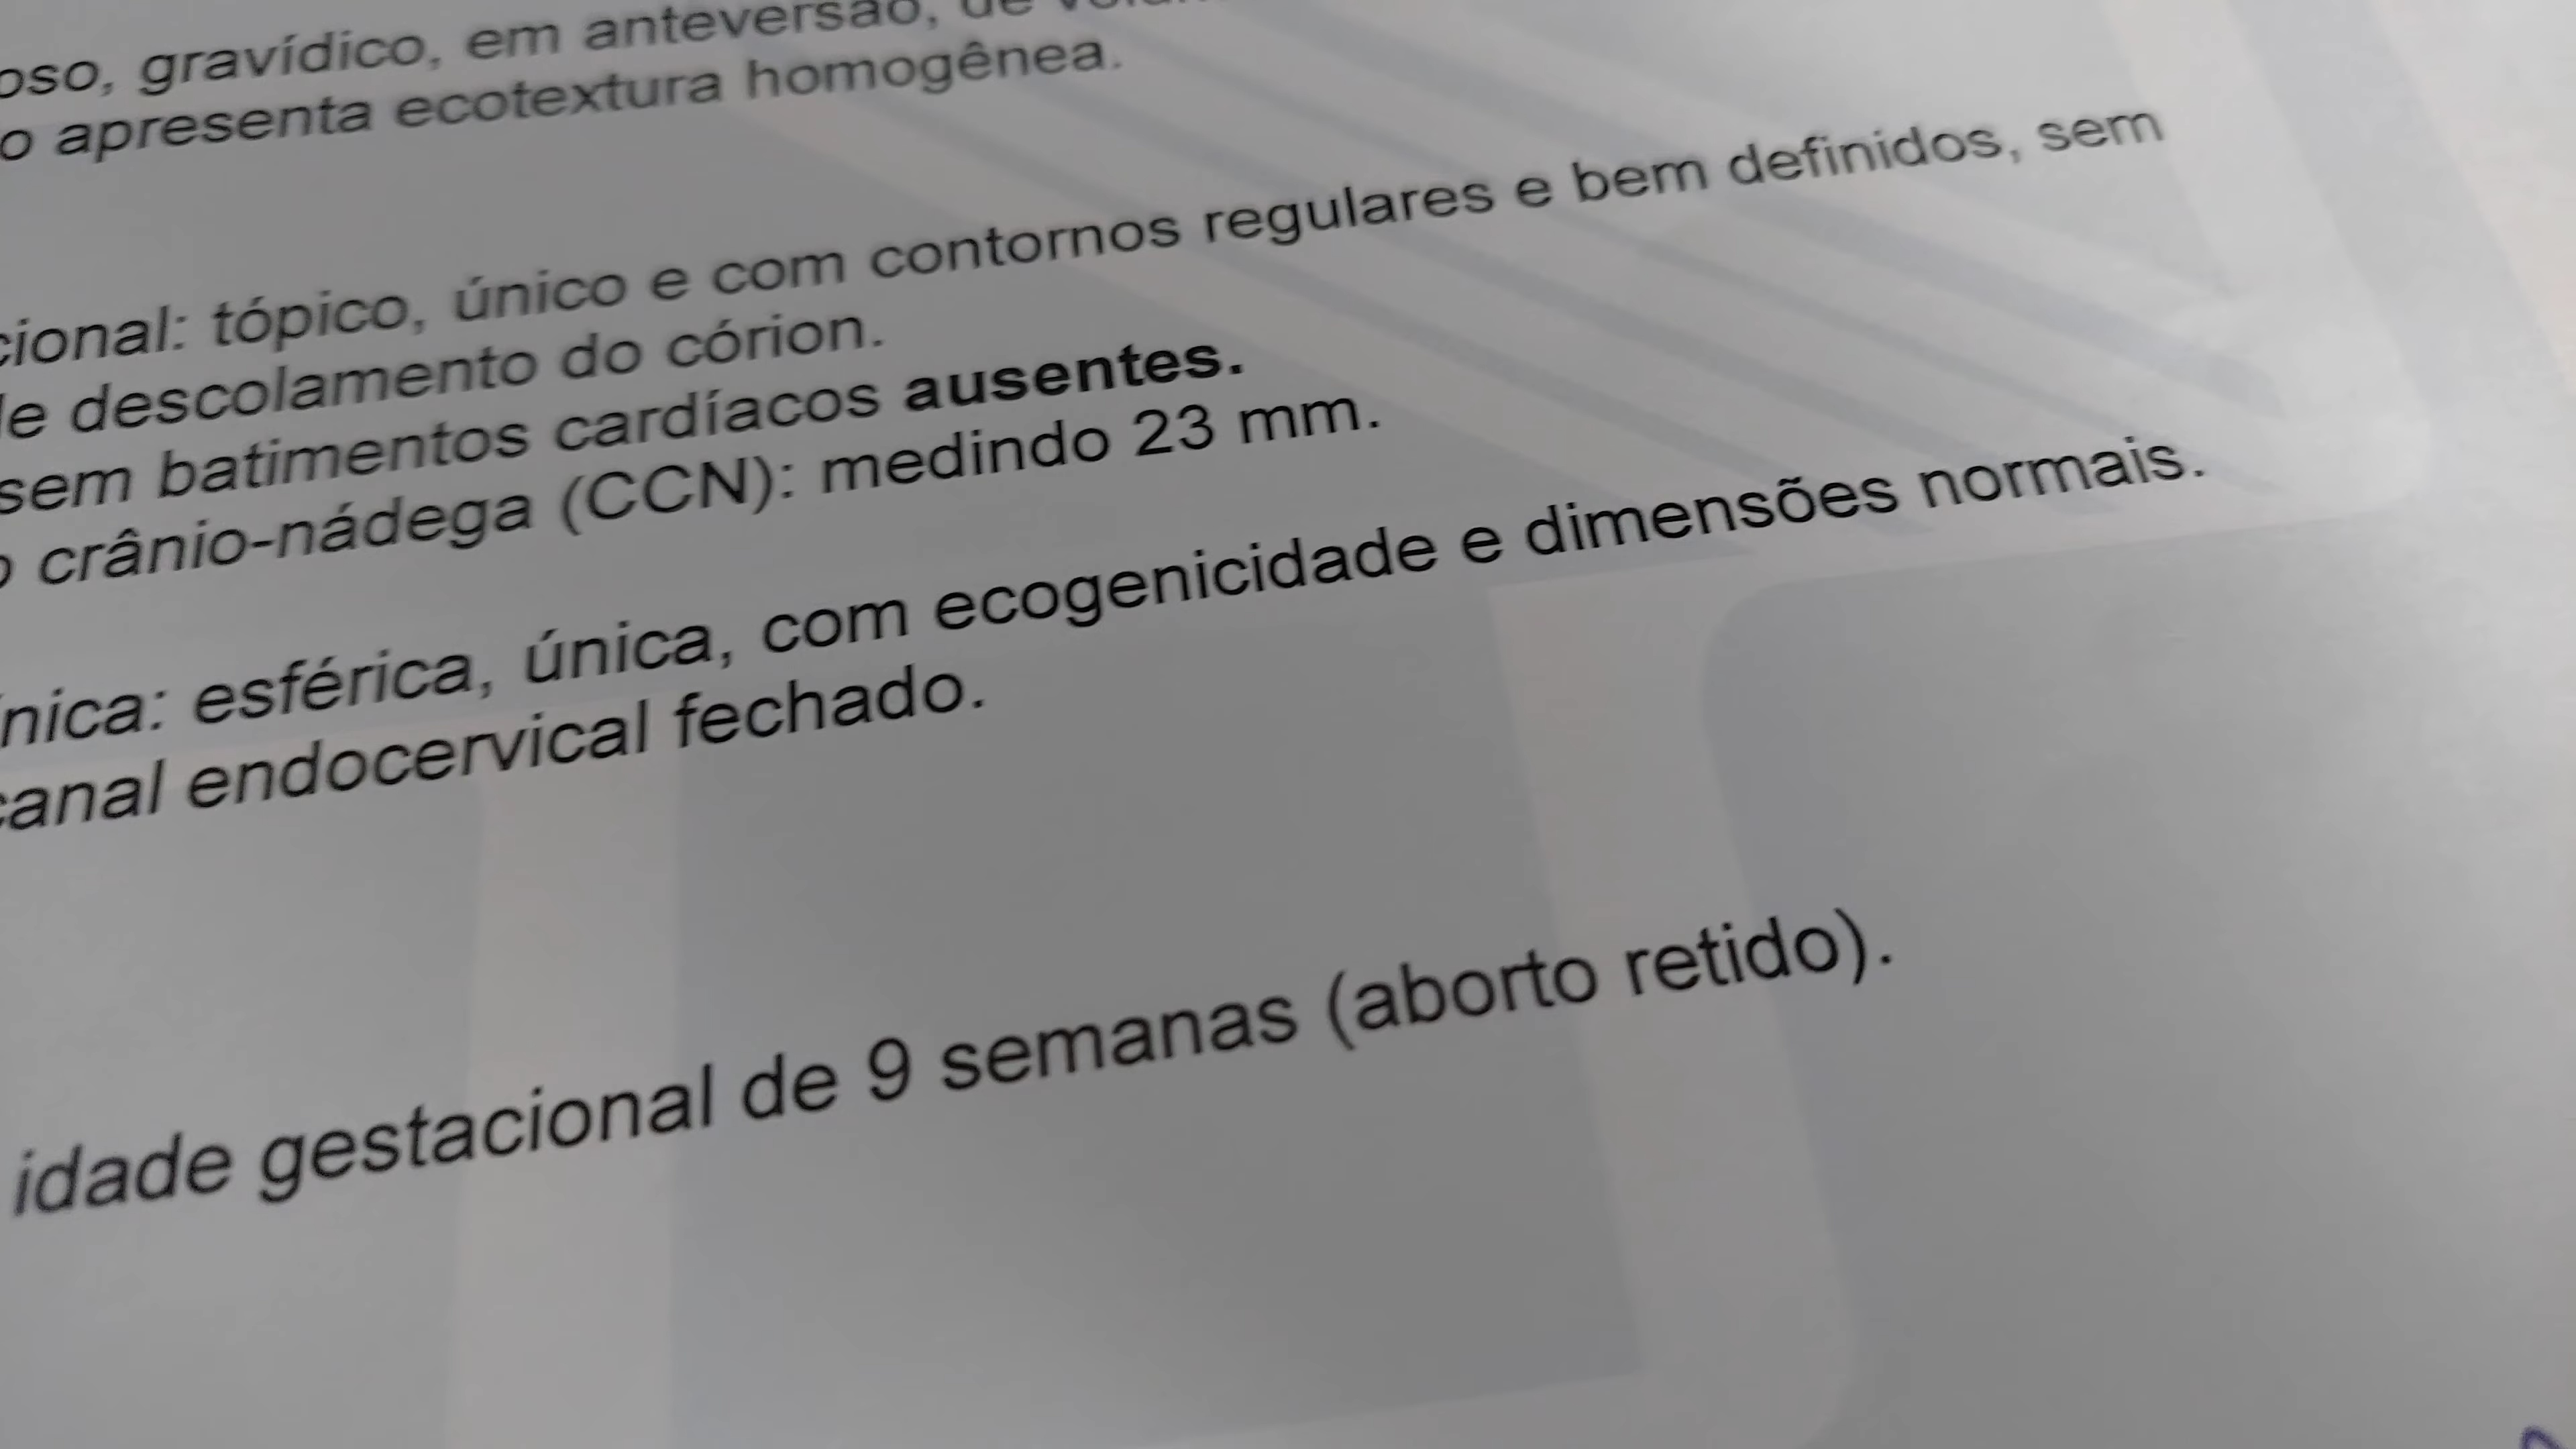 oso, gravídico, em anteversão, de
o apresenta ecotextura homogênea.
cional: tópico, único e com contornos regulares e bem definidos, sem
de descolamento do córion.
sem batimentos cardíacos ausentes.
o crânio-nádega (CCN): medindo 23 mm.
nica: esférica, única, com ecogenicidade e dimensões normais.
canal endocervical fechado.
idade gestacional de 9 semanas (aborto retido).